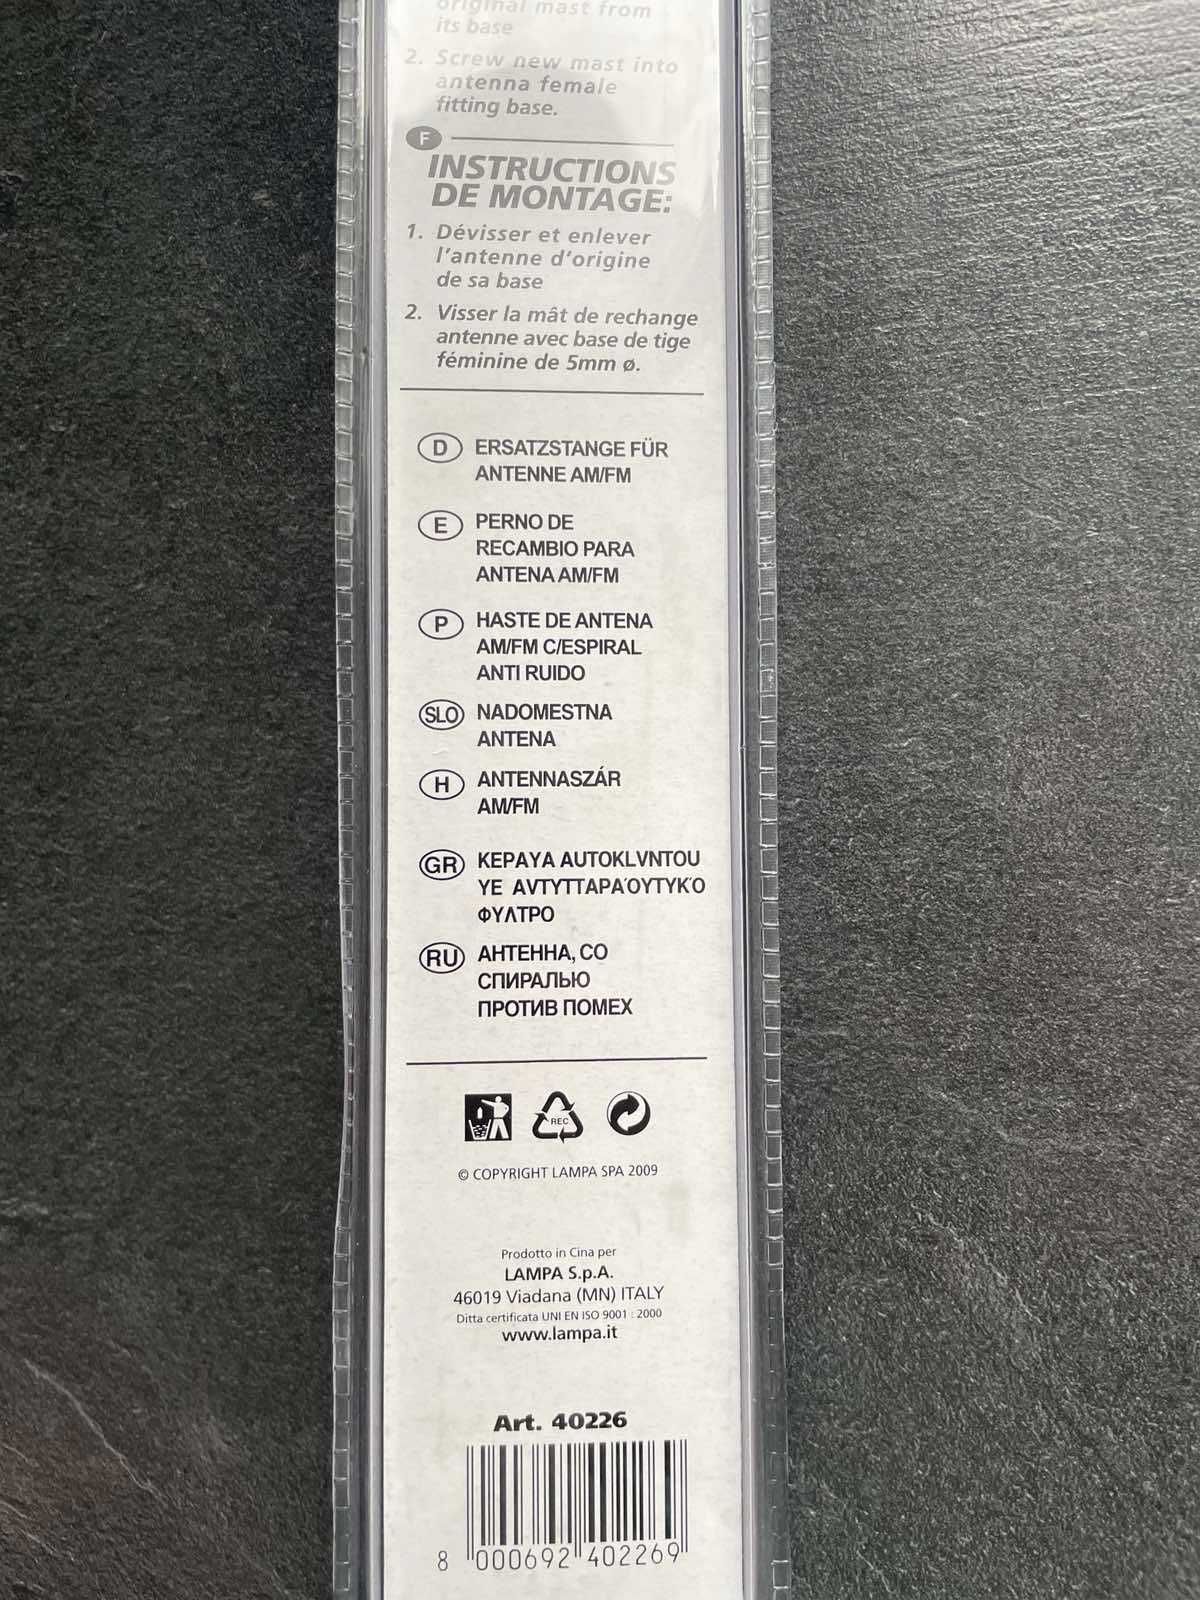 original mast from
its base
2. Screw new mast into
antenna female
fitting base.
F
INSTRUCTIONS
DE MONTAGE:
1. Dévisser et enlever
l'antenne d'origine
de sa base
2. Visser la mât de rechange
antenne avec base de tige
féminine de 5mm ø.
D ERSATZSTANGE FÜR
ANTENNE AM/FM
E PERNO DE
RECAMBIO PARA
ANTENA AM/FM
P HASTE DE ANTENA
AM/FM C/ESPIRAL
ANTI RUIDO
SLO NADOMESTNA
ANTENA
H ANTENNASZÁR
AM/FM
GR ΚΕΡΑΥΑ AUTOKLVNTOU
ΥΕ AVTYTTAPAΌYTYKΌ
ΦΥΛΤΡΟ
RU АНТЕННА, СО
СПИРАЛЬЮ
ПРОТИВ ПОМЕХ
REC
© COPYRIGHT LAMPA SPA 2009
Prodotto in Cina per
LAMPA S.p.A.
46019 Viadana (MN) ITALY
Ditta certificata UNI EN ISO 9001 : 2000
www.lampa.it
Art. 40226
8 000692 402269